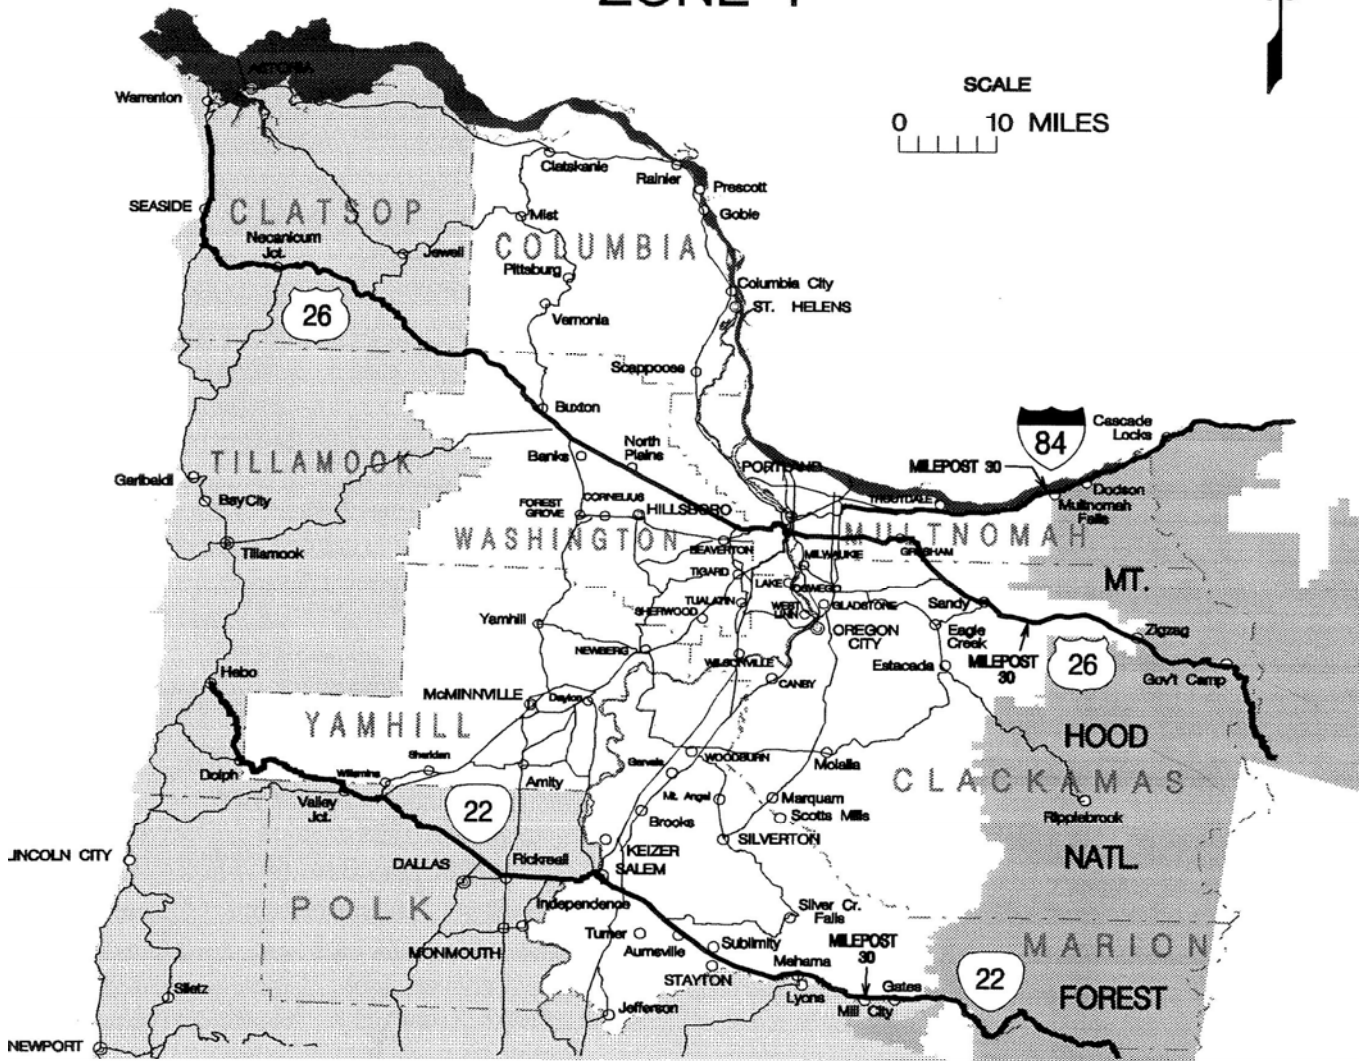 ZONE 1
SCALE
0 10 MILES
ASTORIA
Warrenton
Clatskanie
Rainier
Prescott
Goble
SEASIDE
CLATSOP
Necanicum
Jct.
Jewell
Mist
COLUMBIA
Pittsburg
Columbia City
ST. HELENS
26
Vernonia
Scappoose
Buxton
84
Cascade
Locks
TILLAMOOK
Banks
North
Plains
PORTLAND
MILEPOST 30
Dodson
Multnomah
Falls
Garibaldi
Bay City
FOREST
GROVE
CORNELIUS
HILLSBORO
TROUTDALE
WASHINGTON
MULTNOMAH
Tillamook
BEAVERTON
GRESHAM
MILWAUKIE
TIGARD
LAKE
OSWEGO
MT.
TUALATIN
SHERWOOD
WEST
LINN
GLADSTONE
Sandy
Yamhill
OREGON
CITY
Eagle
Creek
Zigzag
NEWBERG
WILSONVILLE
Estacada
MILEPOST
30
26
Gov't Camp
Hebo
CANBY
McMINNVILLE
Dayton
YAMHILL
HOOD
Sheridan
WOODBURN
Molalla
Dolph
Willamina
Amity
Gervais
CLACKAMAS
Valley
Jct.
22
Mt. Angel
Marquam
Ripplebrook
Brooks
Scotts Mills
KEIZER
SILVERTON
NATL.
LINCOLN CITY
DALLAS
Rickreall
SALEM
POLK
Independence
Silver Cr.
Falls
Turner
Aumsville
Sublimity
MILEPOST
30
MARION
MONMOUTH
STAYTON
Mehama
22
Siletz
Lyons
Gates
Mill City
FOREST
Jefferson
NEWPORT